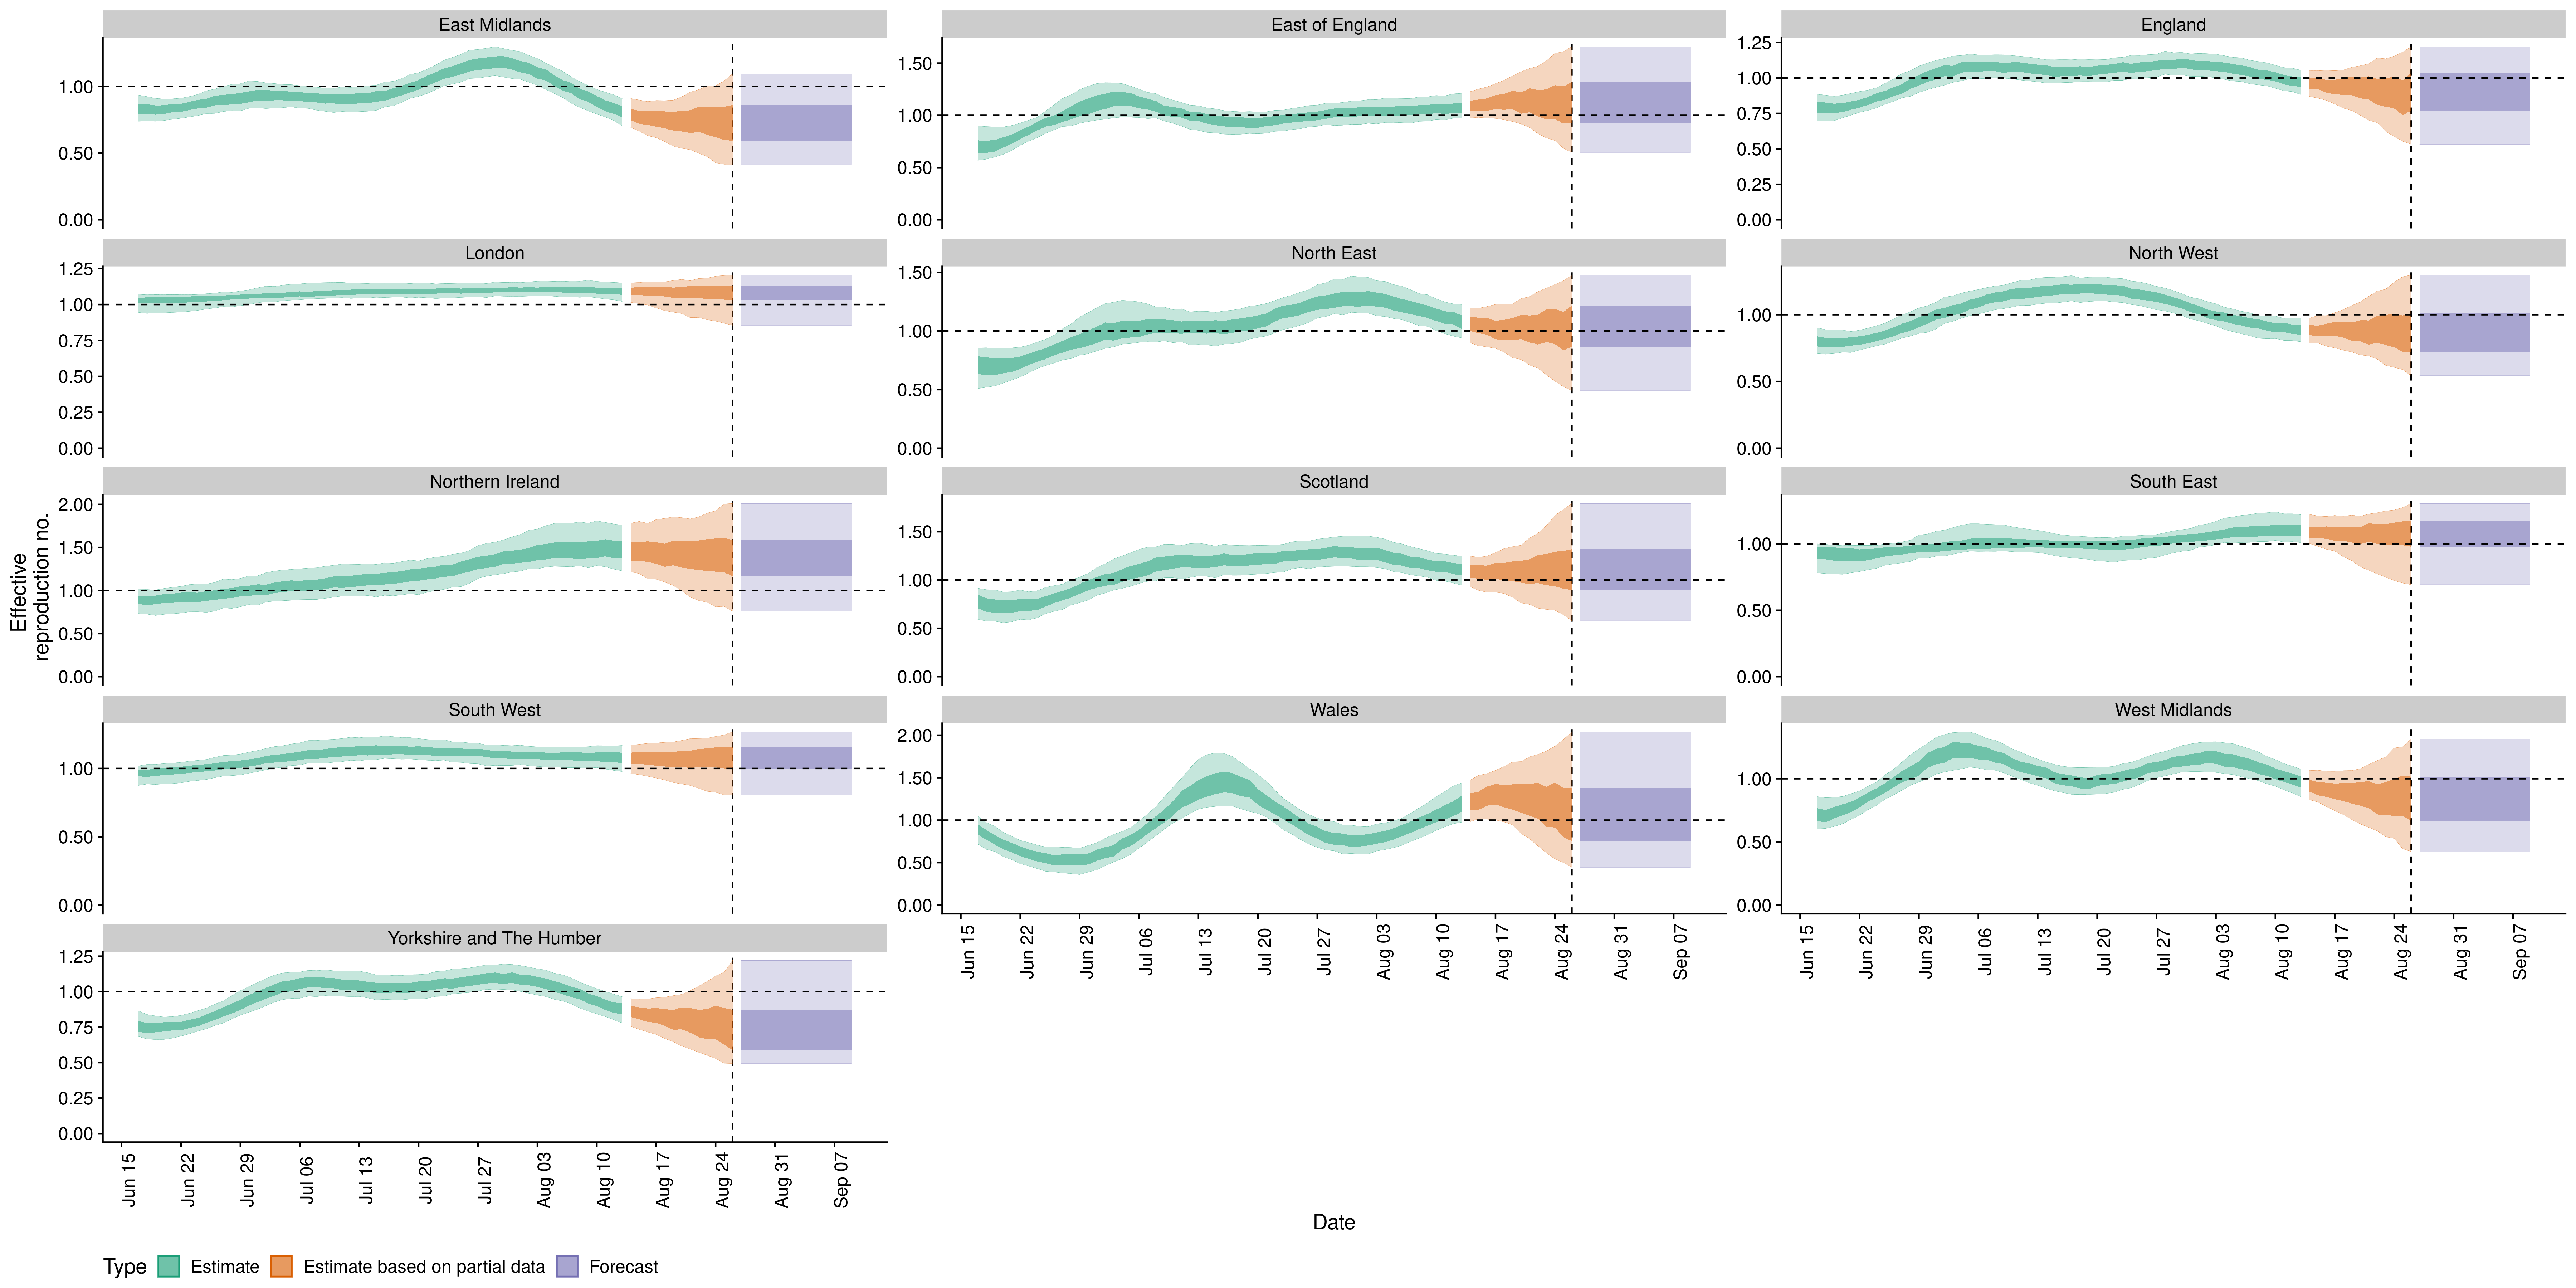 East Midlands
1.00
0.50
0.00
East of England
1.50
1.00
0.50
0.00
England
1.25
1.00
0.75
0.50
0.25
0.00
London
1.25
1.00
0.75
0.50
0.25
0.00
North East
1.50
1.00
0.50
0.00
North West
1.00
0.50
0.00
Northern Ireland
2.00
1.50
1.00
0.50
0.00
Scotland
1.50
1.00
0.50
0.00
South East
1.00
0.50
0.00
Effective
reproduction no.
South West
1.00
0.50
0.00
Wales
2.00
1.50
1.00
0.50
0.00
Jun 15
Jun 22
Jun 29
Jul 06
Jul 13
Jul 20
Jul 27
Aug 03
Aug 10
Aug 17
Aug 24
Aug 31
Sep 07
West Midlands
1.00
0.50
0.00
Jun 15
Jun 22
Jun 29
Jul 06
Jul 13
Jul 20
Jul 27
Aug 03
Aug 10
Aug 17
Aug 24
Aug 31
Sep 07
Yorkshire and The Humber
1.25
1.00
0.75
0.50
0.25
0.00
Jun 15
Jun 22
Jun 29
Jul 06
Jul 13
Jul 20
Jul 27
Aug 03
Aug 10
Aug 17
Aug 24
Aug 31
Sep 07
Date
Type Estimate Estimate based on partial data Forecast